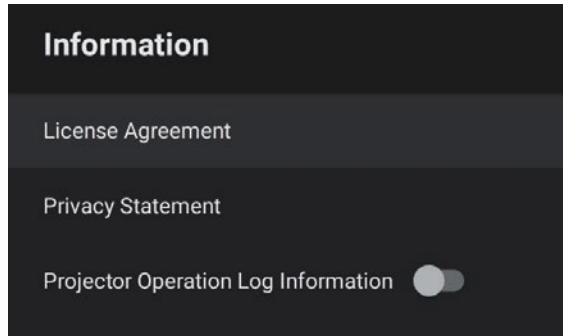 Information
License Agreement
Privacy Statement
Projector Operation Log Information